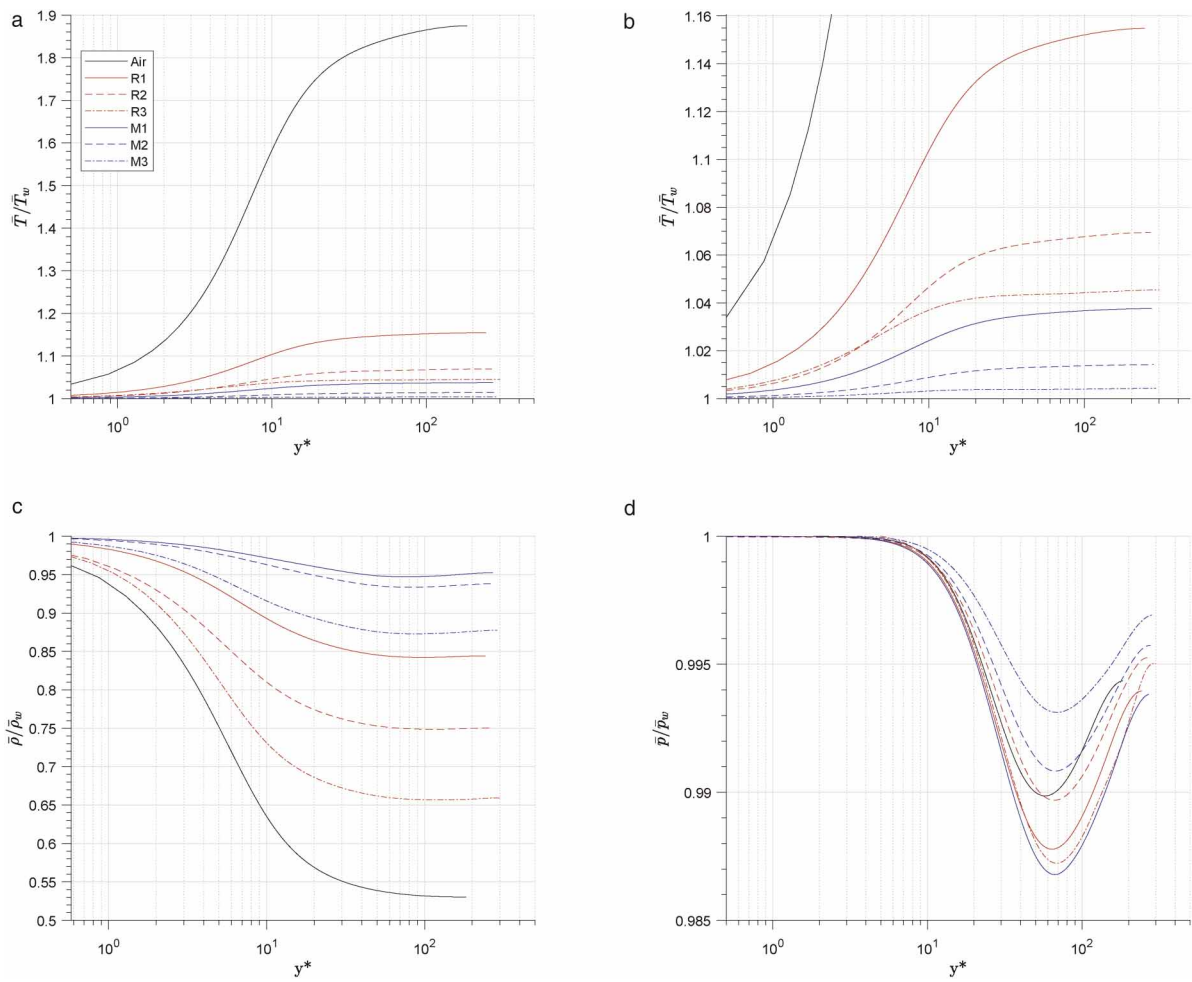 a
1.9
1.8
1.7
1.6
1.5
1.4
1.3
1.2
1.1
1
T̄/T̄w
Air
R1
R2
R3
M1
M2
M3
10⁰
10¹
10²
y*
b
1.16
1.14
1.12
1.1
1.08
1.06
1.04
1.02
1
T̄/T̄w
10⁰
10¹
10²
y*
c
1
0.95
0.9
0.85
0.8
0.75
0.7
0.65
0.6
0.55
0.5
ρ̄/ρ̄w
10⁰
10¹
10²
y*
d
1
0.995
0.99
0.985
p̄/p̄w
10⁰
10¹
10²
y*